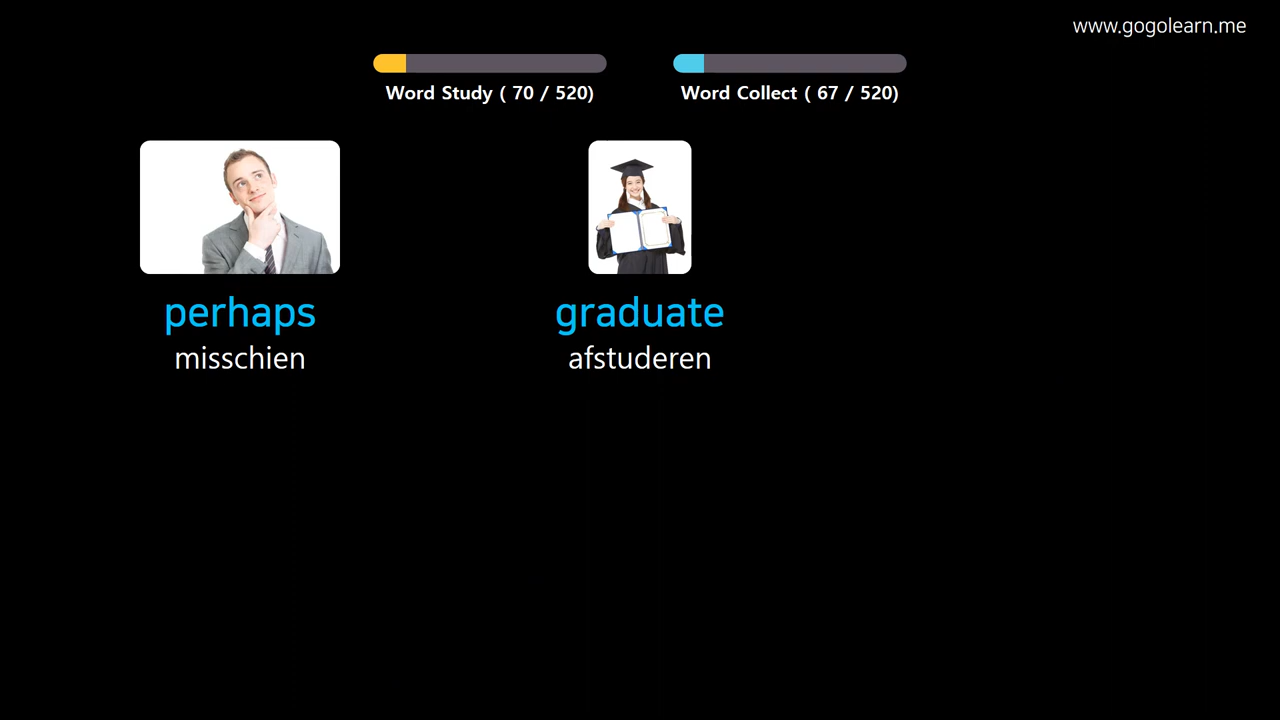 www.gogolearn.me
Word Study ( 70 / 520)
Word Collect ( 67 / 520)
perhaps
misschien
graduate
afstuderen